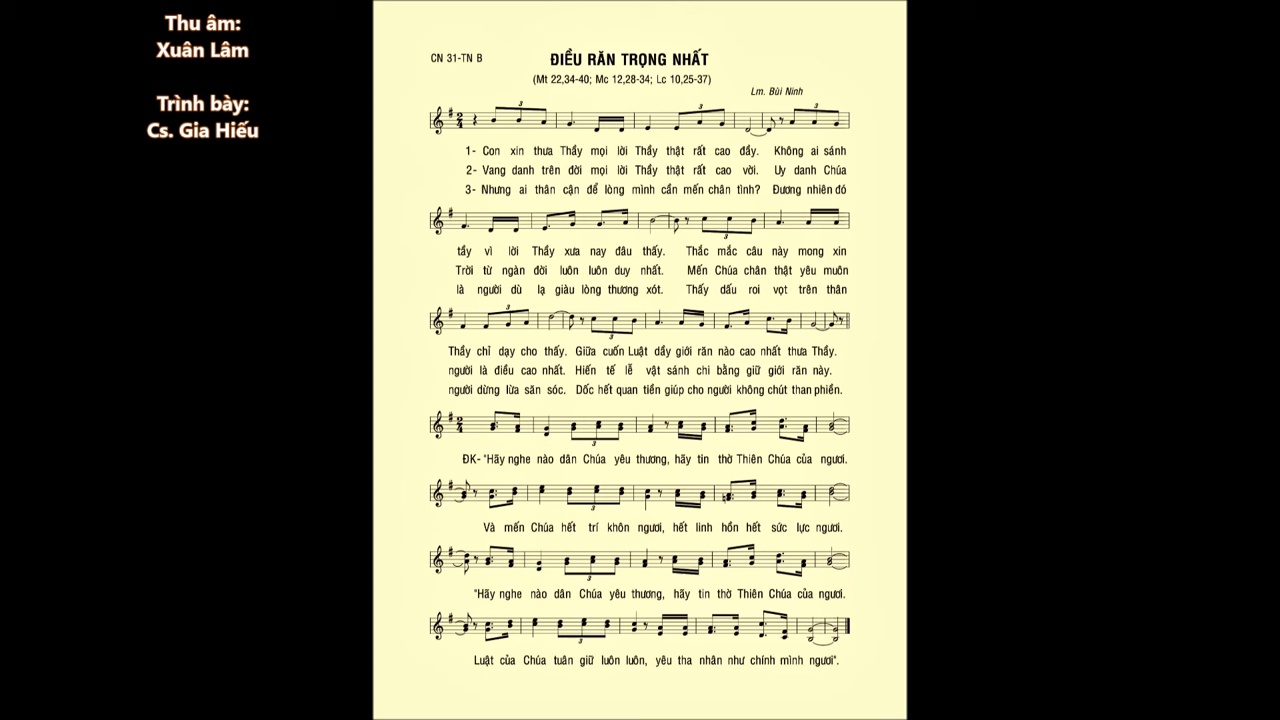 Thu âm:
Xuân Lâm
Trình bày:
Cs. Gia Hiếu
CN 31-TN B
ĐIỀU RĂN TRỌNG NHẤT
(Mt 22,34-40; Mc 12,28-34; Lc 10,25-37)
Lm. Bùi Ninh
1- Con xin thưa Thầy mọi lời Thầy thật rất cao đầy. Không ai sánh
2- Vang danh trên đời mọi lời Thầy thật rất cao vời. Uy danh Chúa
3- Nhưng ai thân cận để lòng mình cần mến chân tình? Đương nhiên đó
tầy vì lời Thầy xưa nay đâu thấy. Thắc mắc câu này mong xin
Trời từ ngàn đời luôn luôn duy nhất. Mến Chúa chân thật yêu muôn
là người dù lạ giàu lòng thương xót. Thấy dấu roi vọt trên thân
Thầy chỉ dạy cho thấy. Giữa cuốn Luật dầy giới răn nào cao nhất thưa Thầy.
người là điều cao nhất. Hiến tế lễ vật sánh chi bằng giữ giới răn này.
người dừng lừa săn sóc. Dốc hết quan tiền giúp cho người không chút than phiền.
ĐK- "Hãy nghe nào dân Chúa yêu thương, hãy tin thờ Thiên Chúa của ngươi.
Và mến Chúa hết trí khôn ngươi, hết linh hồn hết sức lực ngươi.
"Hãy nghe nào dân Chúa yêu thương, hãy tin thờ Thiên Chúa của ngươi.
Luật của Chúa tuân giữ luôn luôn, yêu tha nhân như chính mình ngươi".